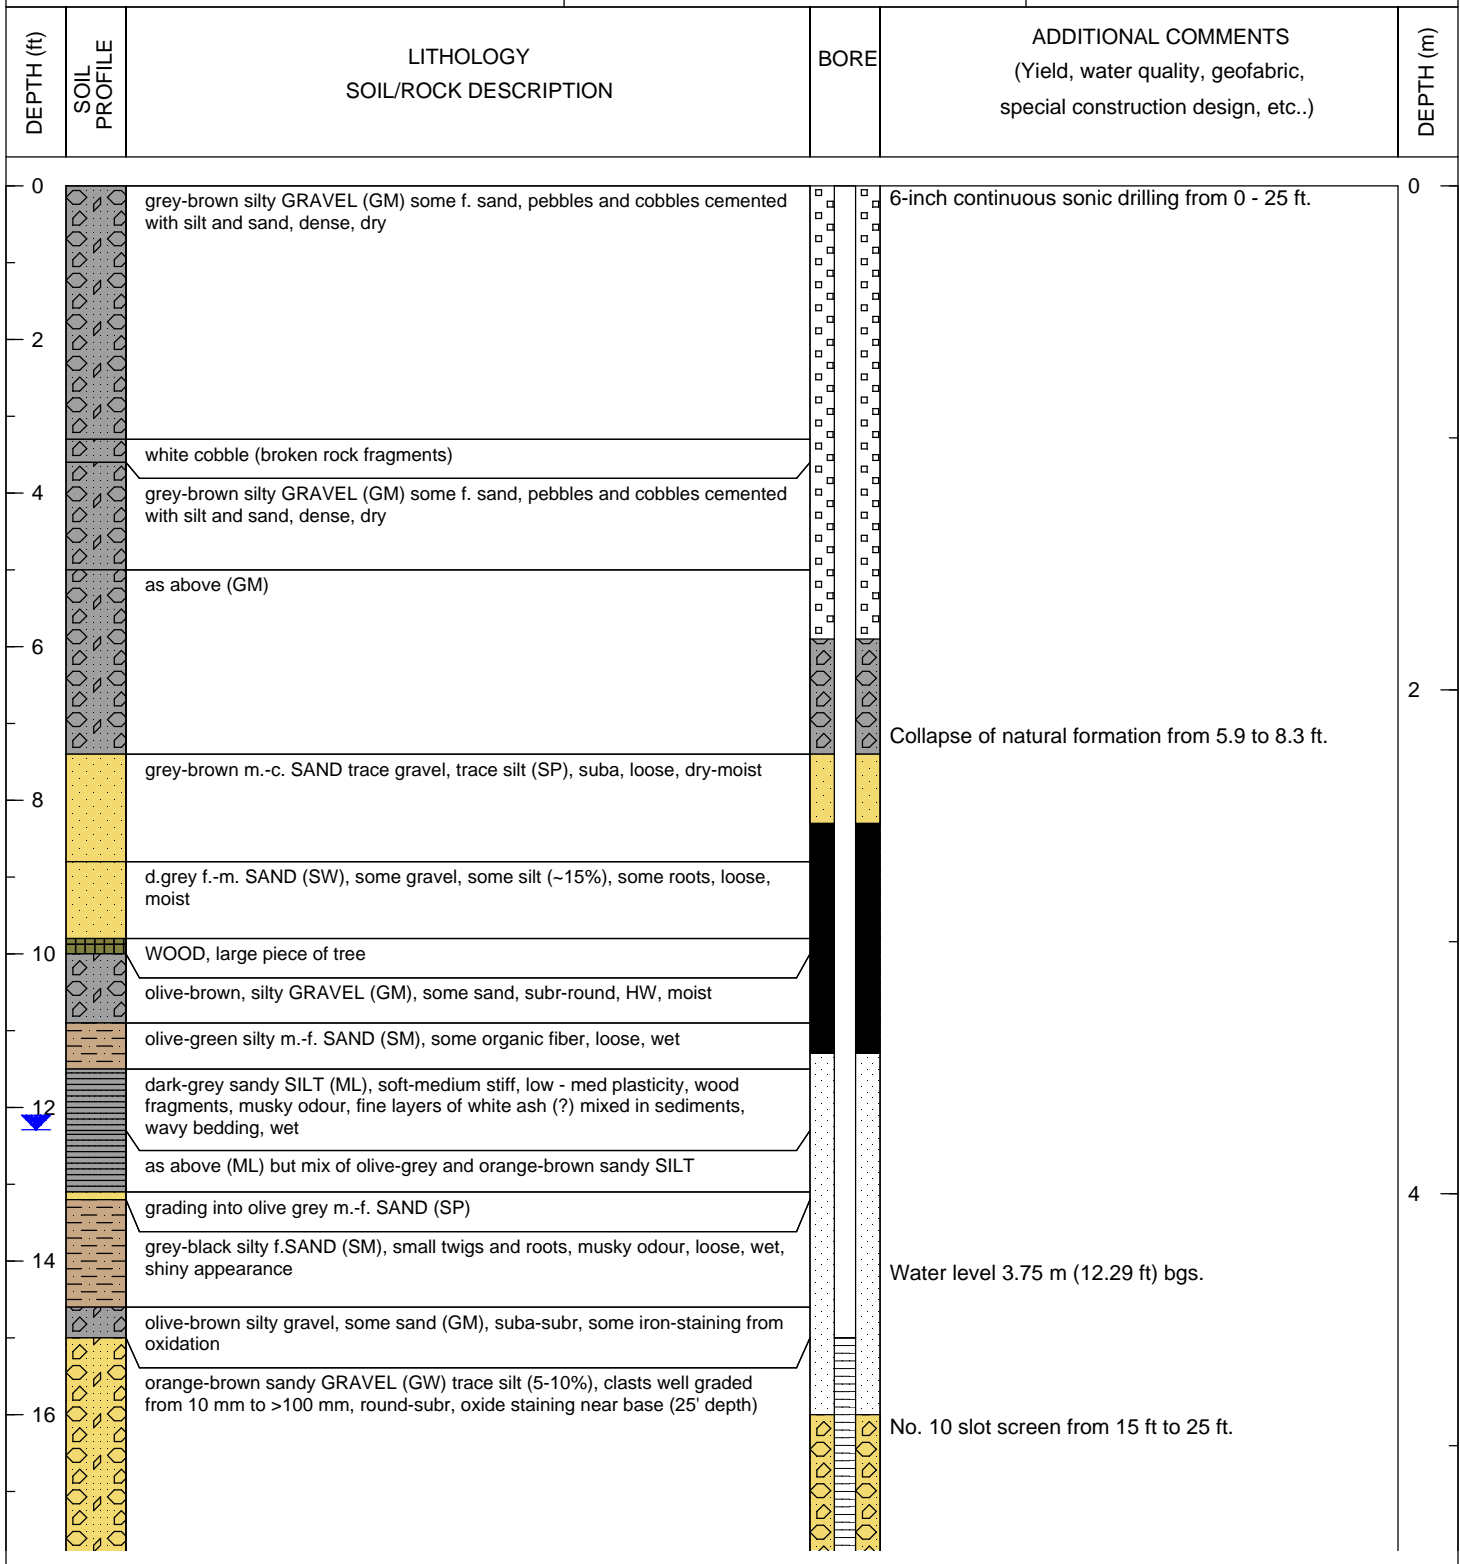 DEPTH (ft)
SOIL
PROFILE
LITHOLOGY
SOIL/ROCK DESCRIPTION
BORE
ADDITIONAL COMMENTS
(Yield, water quality, geofabric,
special construction design, etc..)
DEPTH (m)
0
grey-brown silty GRAVEL (GM) some f. sand, pebbles and cobbles cemented
with silt and sand, dense, dry
6-inch continuous sonic drilling from 0 - 25 ft.
0
2
white cobble (broken rock fragments)
4
grey-brown silty GRAVEL (GM) some f. sand, pebbles and cobbles cemented
with silt and sand, dense, dry
as above (GM)
6
2
Collapse of natural formation from 5.9 to 8.3 ft.
grey-brown m.-c. SAND trace gravel, trace silt (SP), suba, loose, dry-moist
8
d.grey f.-m. SAND (SW), some gravel, some silt (~15%), some roots, loose,
moist
10
WOOD, large piece of tree
olive-brown, silty GRAVEL (GM), some sand, subr-round, HW, moist
olive-green silty m.-f. SAND (SM), some organic fiber, loose, wet
dark-grey sandy SILT (ML), soft-medium stiff, low - med plasticity, wood
12
fragments, musky odour, fine layers of white ash (?) mixed in sediments,
wavy bedding, wet
as above (ML) but mix of olive-grey and orange-brown sandy SILT
4
grading into olive grey m.-f. SAND (SP)
grey-black silty f.SAND (SM), small twigs and roots, musky odour, loose, wet,
shiny appearance
14
Water level 3.75 m (12.29 ft) bgs.
olive-brown silty gravel, some sand (GM), suba-subr, some iron-staining from
oxidation
orange-brown sandy GRAVEL (GW) trace silt (5-10%), clasts well graded
from 10 mm to >100 mm, round-subr, oxide staining near base (25' depth)
16
No. 10 slot screen from 15 ft to 25 ft.